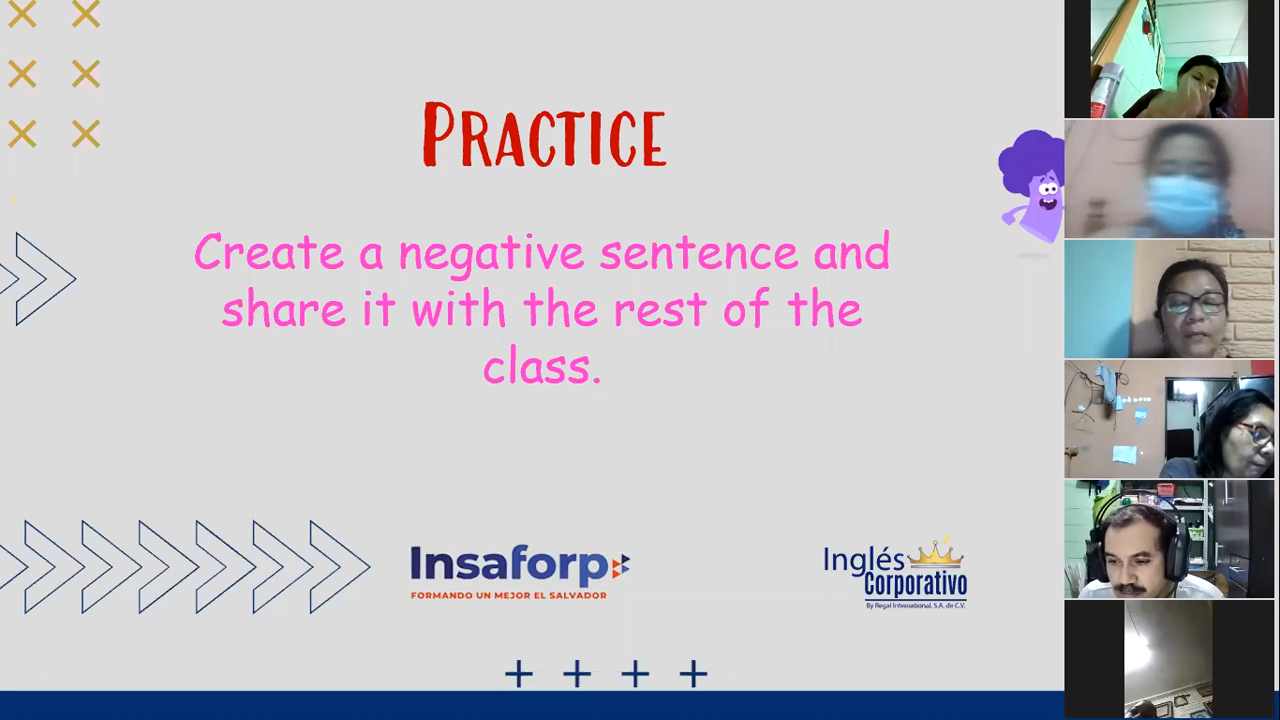 PRACTICE
Create a negative sentence and
share it with the rest of the
class.
Insaforp
FORMANDO UN MEJOR EL SALVADOR
Inglés
Corporativo
By Regal International, S.A. de C.V.